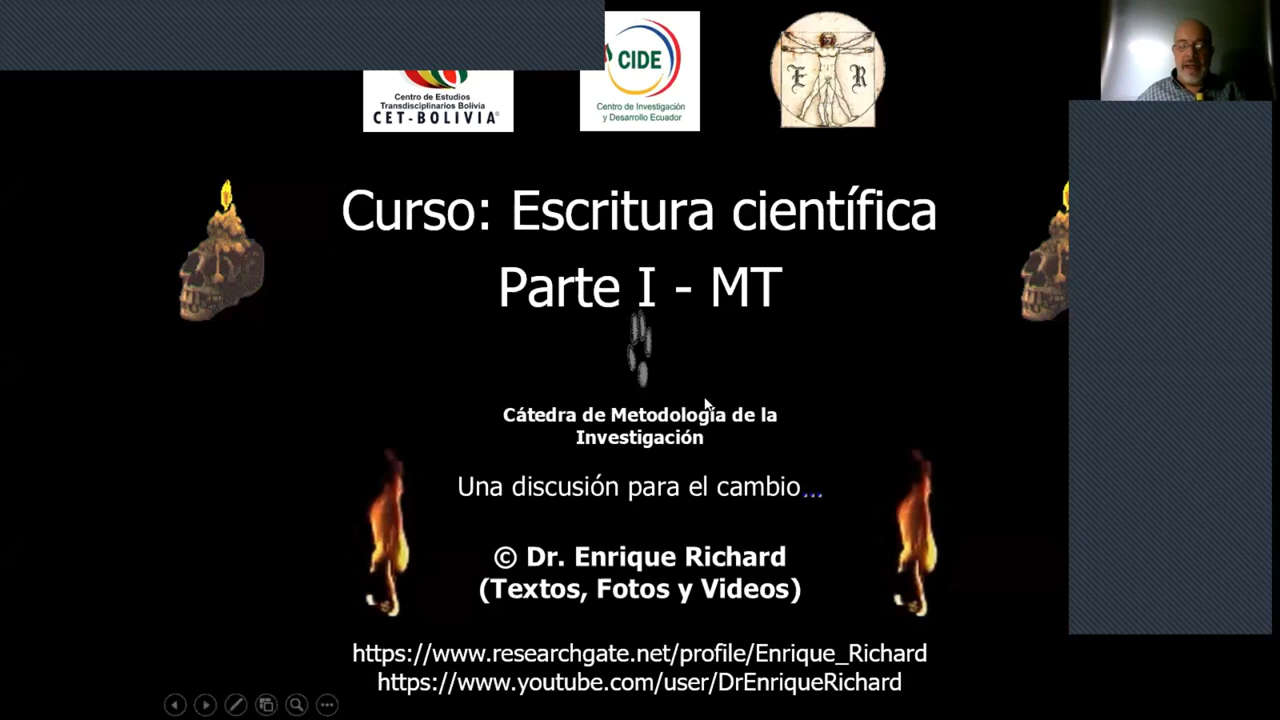 Centro de Estudios
Transdisciplinarios Bolivia
CET-BOLIVIA®
CIDE
Centro de Investigación
y Desarrollo Ecuador
E R
Curso: Escritura científica
Parte I - MT
Cátedra de Metodología de la
Investigación
Una discusión para el cambio...
© Dr. Enrique Richard
(Textos, Fotos y Videos)
https://www.researchgate.net/profile/Enrique_Richard
https://www.youtube.com/user/DrEnriqueRichard